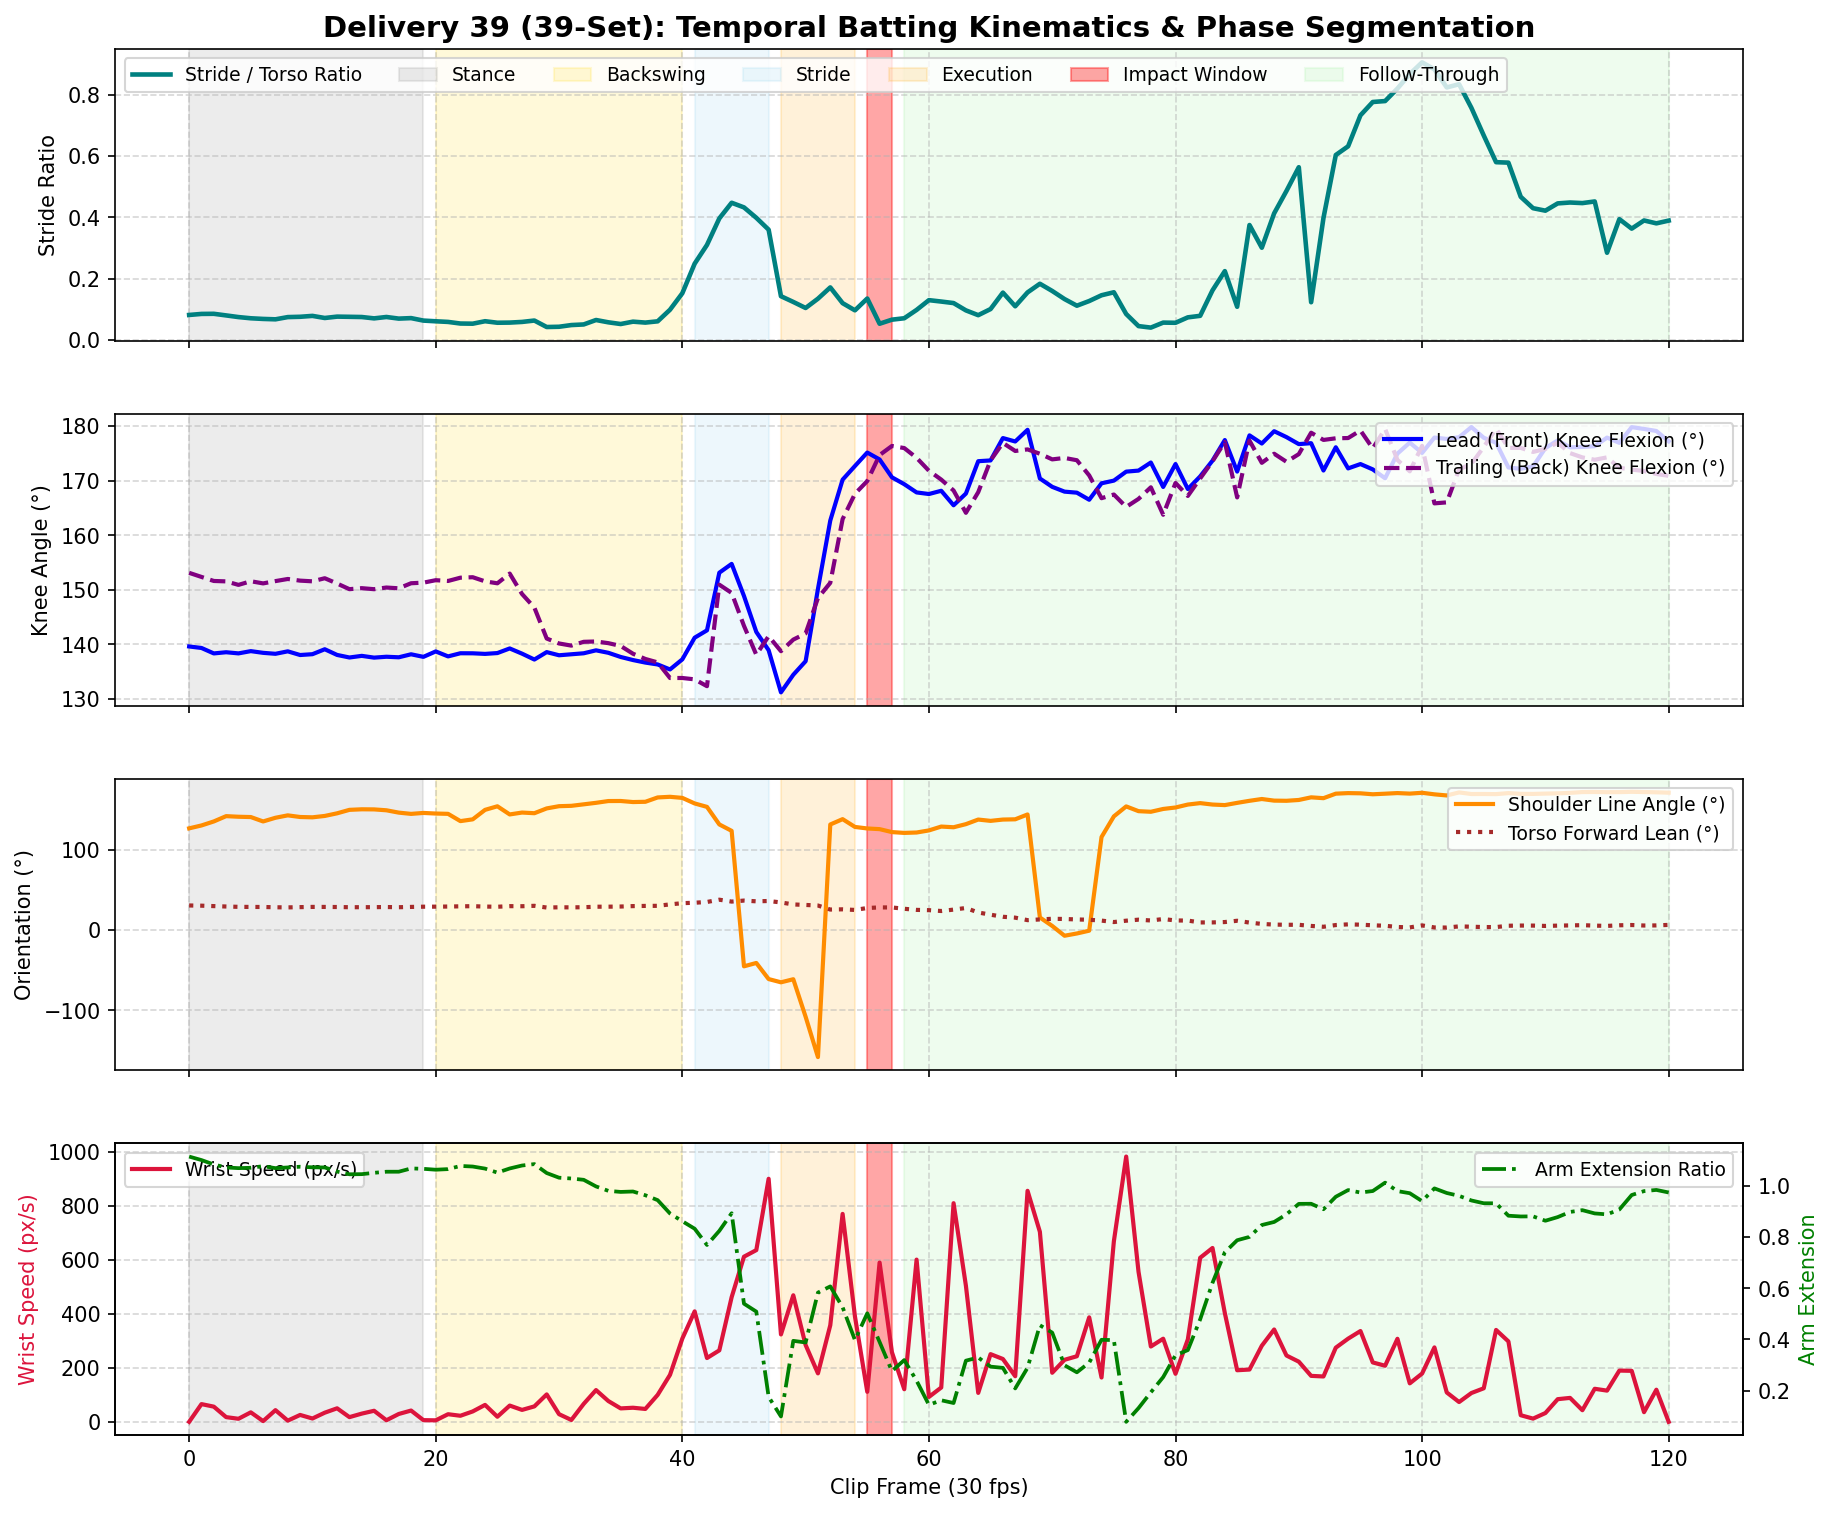 Delivery 39 (39-Set): Temporal Batting Kinematics & Phase Segmentation
Stride / Torso Ratio Stance Backswing Stride Execution Impact Window Follow-Through
Stride Ratio
0.8
0.6
0.4
0.2
0.0
Lead (Front) Knee Flexion (°)
Trailing (Back) Knee Flexion (°)
Knee Angle (°)
180
170
160
150
140
130
Shoulder Line Angle (°)
Torso Forward Lean (°)
Orientation (°)
100
0
−100
Wrist Speed (px/s)
Arm Extension Ratio
Wrist Speed (px/s)
1000
800
600
400
200
0
1.0
0.8
0.6
0.4
0.2
Arm Extension
0 20 40 60 80 100 120
Clip Frame (30 fps)